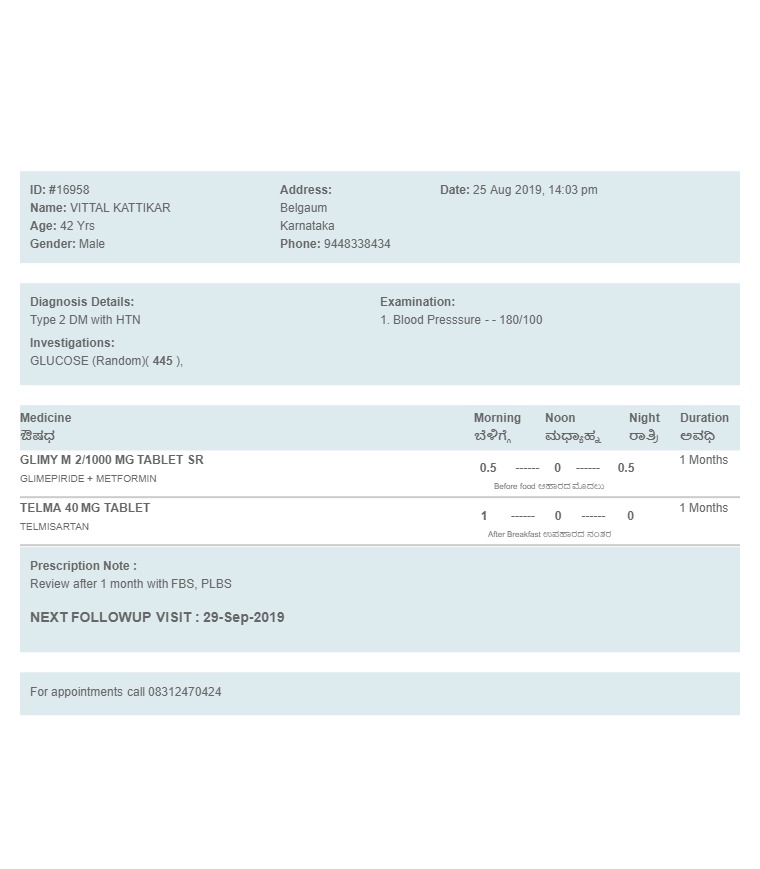 ID: #16958
Name: VITTAL KATTIKAR
Age: 42 Yrs
Gender: Male
Address:
Belgaum
Karnataka
Phone: 9448338434
Date: 25 Aug 2019, 14:03 pm
Diagnosis Details:
Type 2 DM with HTN
Investigations:
GLUCOSE (Random)( 445 ),
Examination:
1. Blood Presssure - - 180/100
Medicine Morning Noon Night Duration
ಔಷಧ ಬೆಳಿಗ್ಗೆ ಮಧ್ಯಾಹ್ನ ರಾತ್ರಿ ಅವಧಿ
GLIMY M 2/1000 MG TABLET SR 0.5 ------ 0 ------ 0.5 1 Months
GLIMEPIRIDE + METFORMIN
Before food ಆಹಾರದ ಮೊದಲು
TELMA 40 MG TABLET 1 ------ 0 ------ 0 1 Months
TELMISARTAN
After Breakfast ಉಪಹಾರದ ನಂತರ
Prescription Note :
Review after 1 month with FBS, PLBS
NEXT FOLLOWUP VISIT : 29-Sep-2019
For appointments call 08312470424